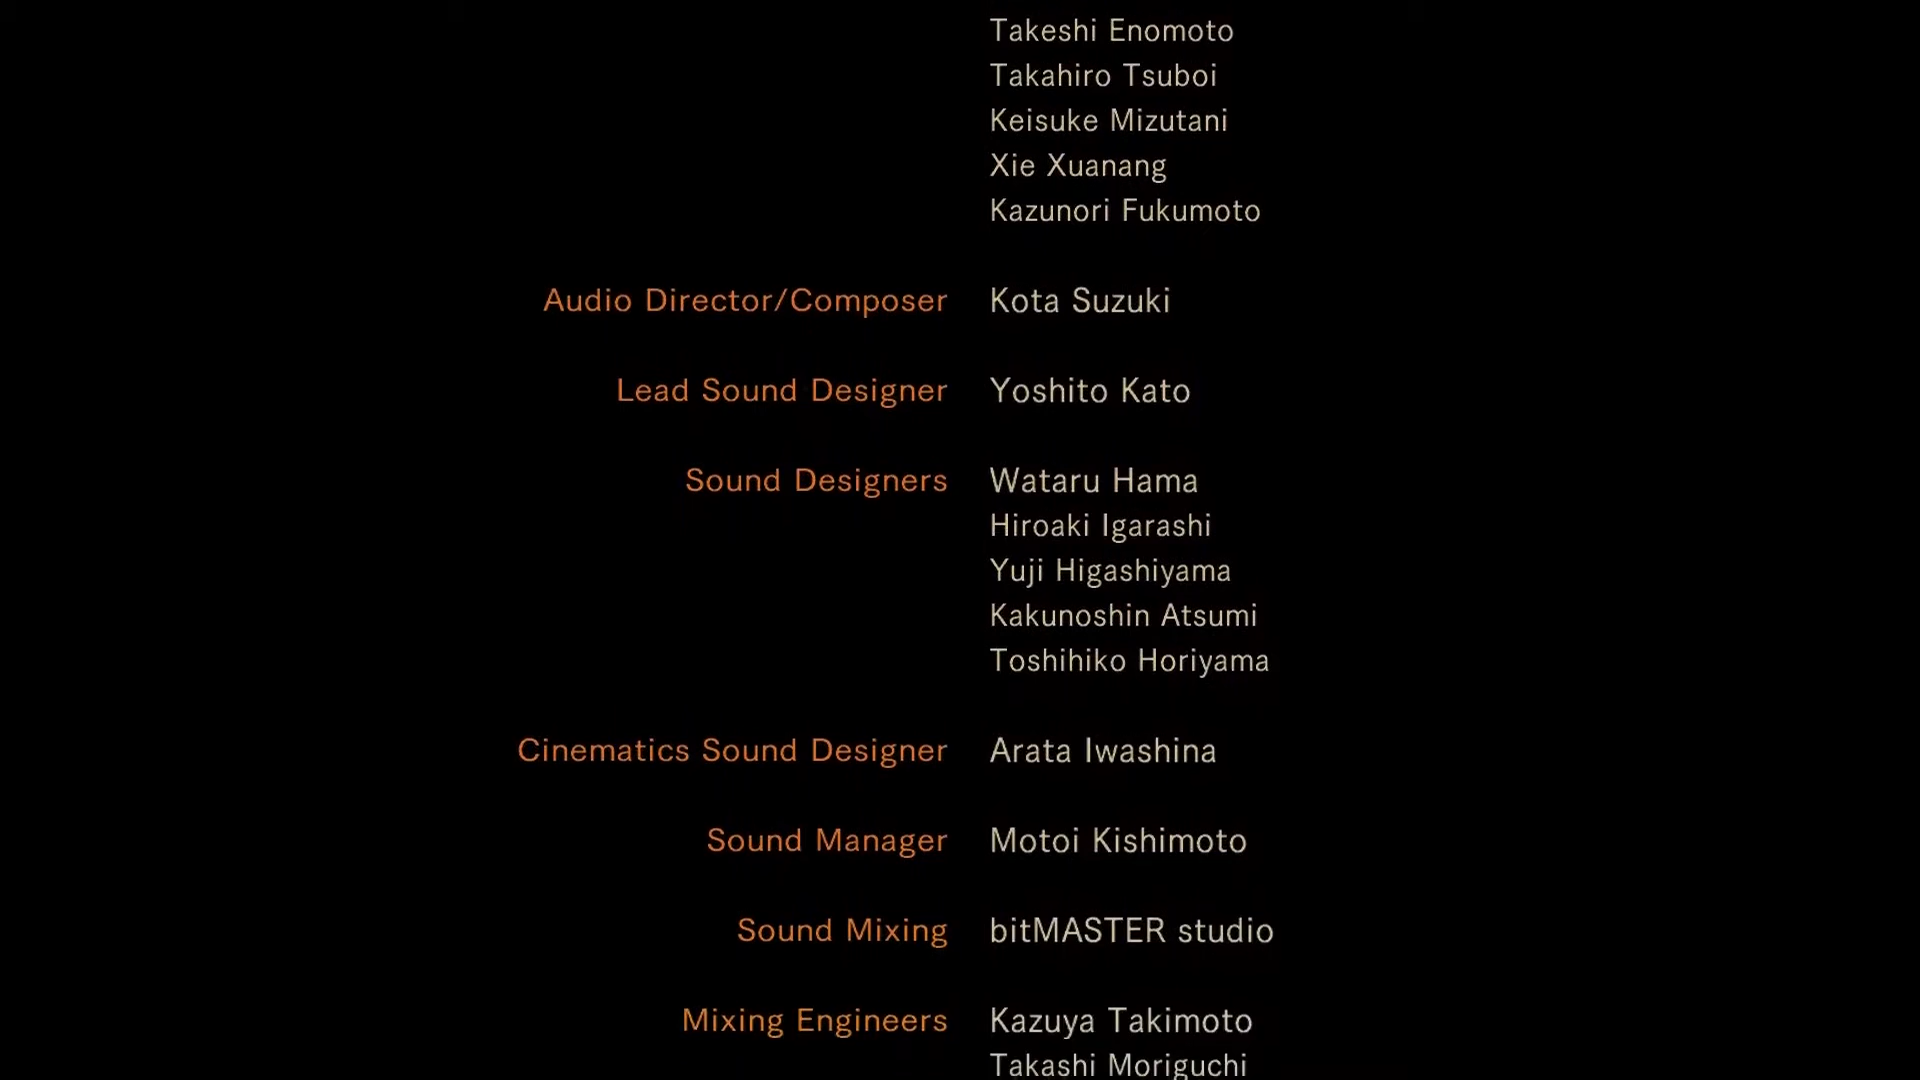 Takeshi Enomoto
Takahiro Tsuboi
Keisuke Mizutani
Xie Xuanang
Kazunori Fukumoto
Audio Director/Composer Kota Suzuki
Lead Sound Designer Yoshito Kato
Sound Designers Wataru Hama
Hiroaki Igarashi
Yuji Higashiyama
Kakunoshin Atsumi
Toshihiko Horiyama
Cinematics Sound Designer Arata Iwashina
Sound Manager Motoi Kishimoto
Sound Mixing bitMASTER studio
Mixing Engineers Kazuya Takimoto
Takashi Moriguchi